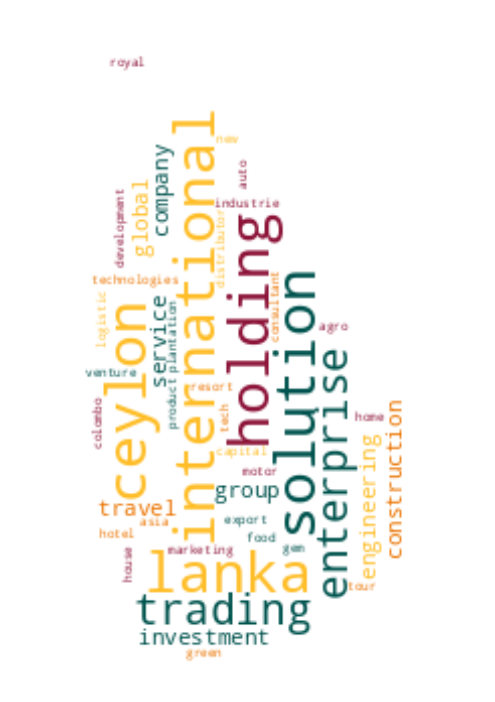 royal
international
new
company
auto
global
development
industrie
holding
distributor
technologies
solution
consultant
logistic
ceylon
service
plantation
agro
enterprise
venture
product
resort
colombo
tech
home
construction
engineering
capital
motor
group
travel
asia
export
hotel
food
house
marketing
gem
lanka
tour
trading
investment
green